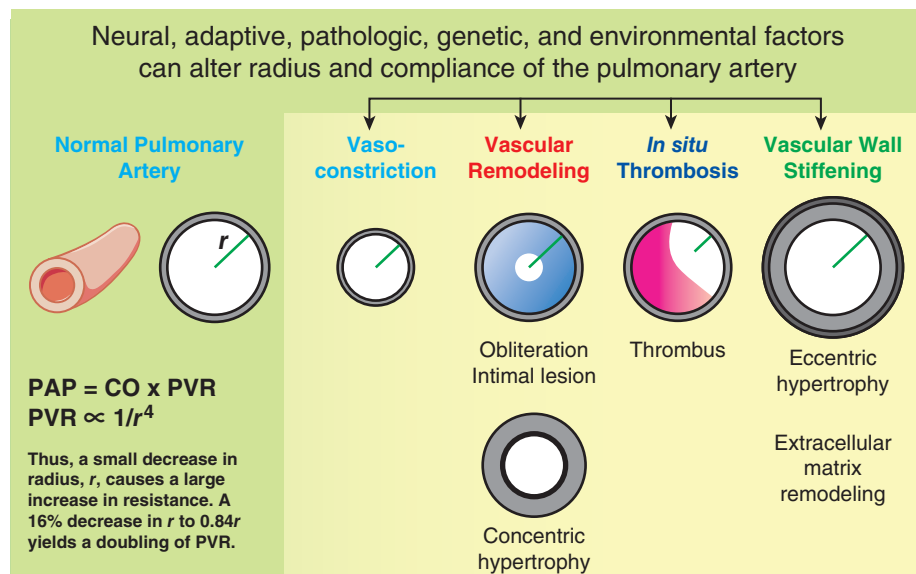 Neural, adaptive, pathologic, genetic, and environmental factors
can alter radius and compliance of the pulmonary artery
Normal Pulmonary
Artery
r
PAP = CO x PVR
PVR ∝ 1/r⁴
Thus, a small decrease in
radius, r, causes a large
increase in resistance. A
16% decrease in r to 0.84r
yields a doubling of PVR.
Vaso-
constriction
Vascular
Remodeling
Obliteration
Intimal lesion
Concentric
hypertrophy
In situ
Thrombosis
Thrombus
Vascular Wall
Stiffening
Eccentric
hypertrophy
Extracellular
matrix
remodeling